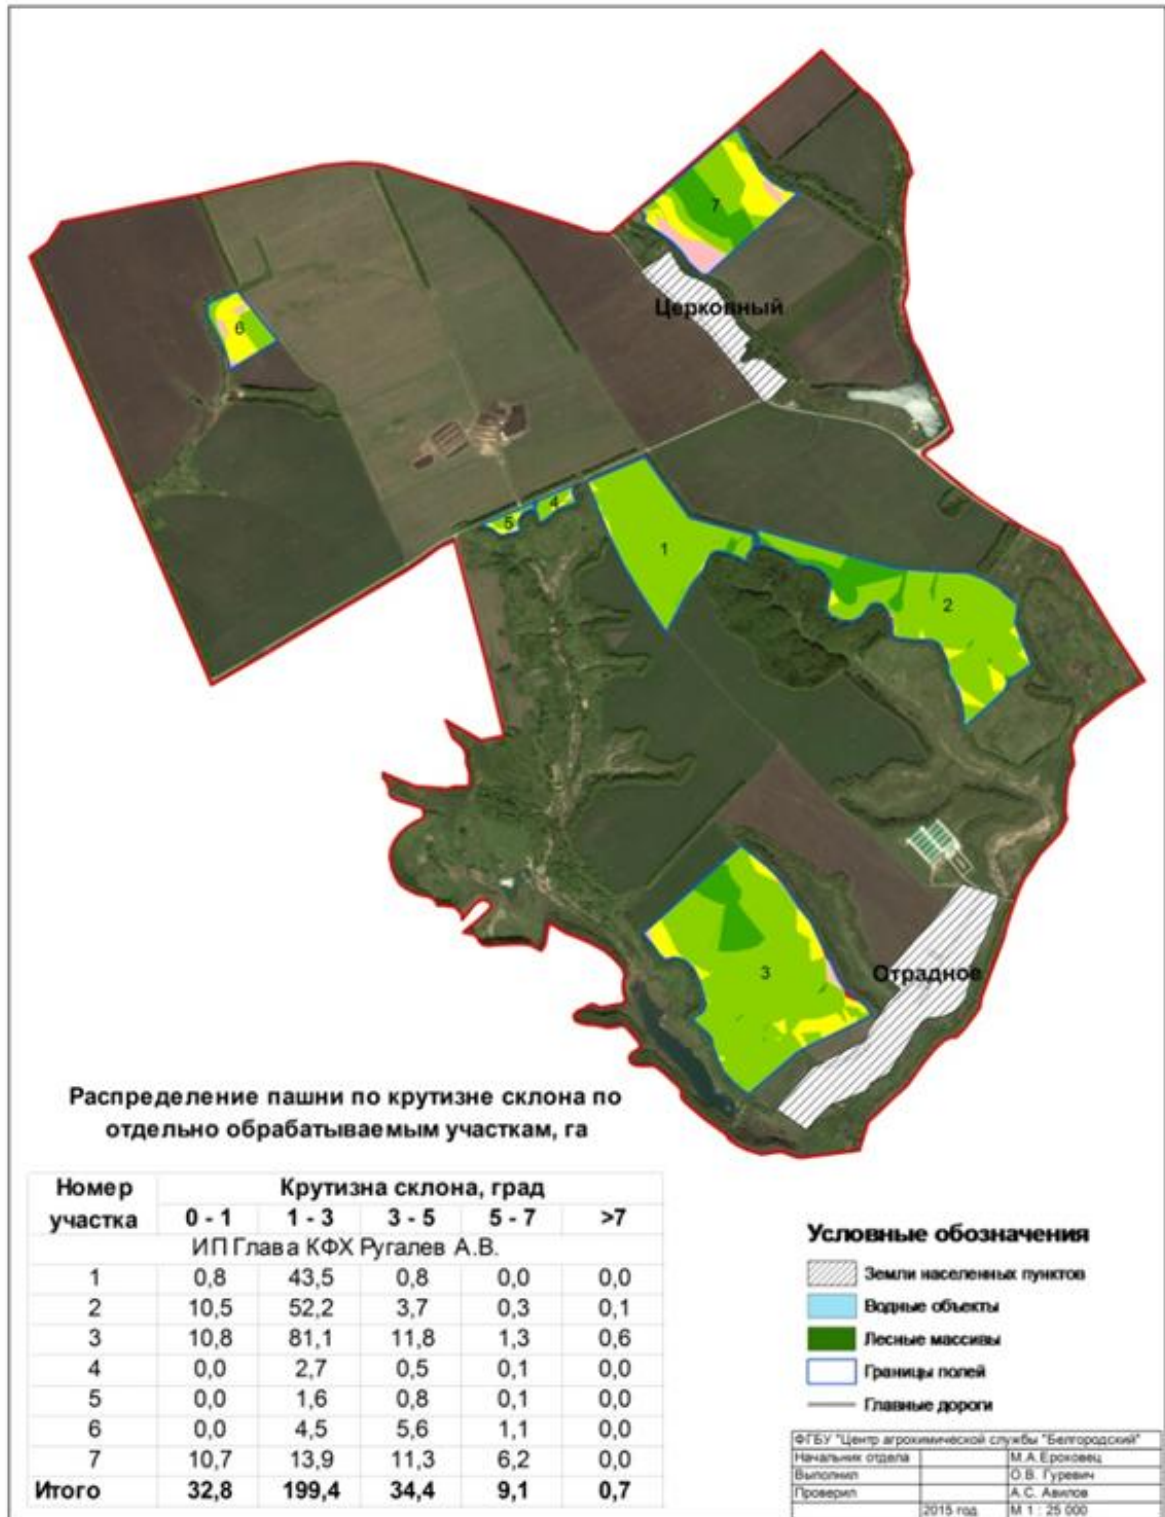 7
Церковный
6
5
4
1
2
3
Отрадное
Распределение пашни по крутизне склона по
отдельно обрабатываемым участкам, га
Номер участка Крутизна склона, град
0 - 1 1 - 3 3 - 5 5 - 7 >7
ИП Глава КФХ Ругалев А.В.
1 0,8 43,5 0,8 0,0 0,0
2 10,5 52,2 3,7 0,3 0,1
3 10,8 81,1 11,8 1,3 0,6
4 0,0 2,7 0,5 0,1 0,0
5 0,0 1,6 0,8 0,1 0,0
6 0,0 4,5 5,6 1,1 0,0
7 10,7 13,9 11,3 6,2 0,0
Итого 32,8 199,4 34,4 9,1 0,7
Условные обозначения
Земли населенных пунктов
Водные объекты
Лесные массивы
Границы полей
Главные дороги
ФГБУ "Центр агрохимической службы "Белгородский"
Начальник отдела М.А.Ероховец
Выполнил О.В. Гуревич
Проверил А.С. Авилов
2015 год М 1 : 25 000